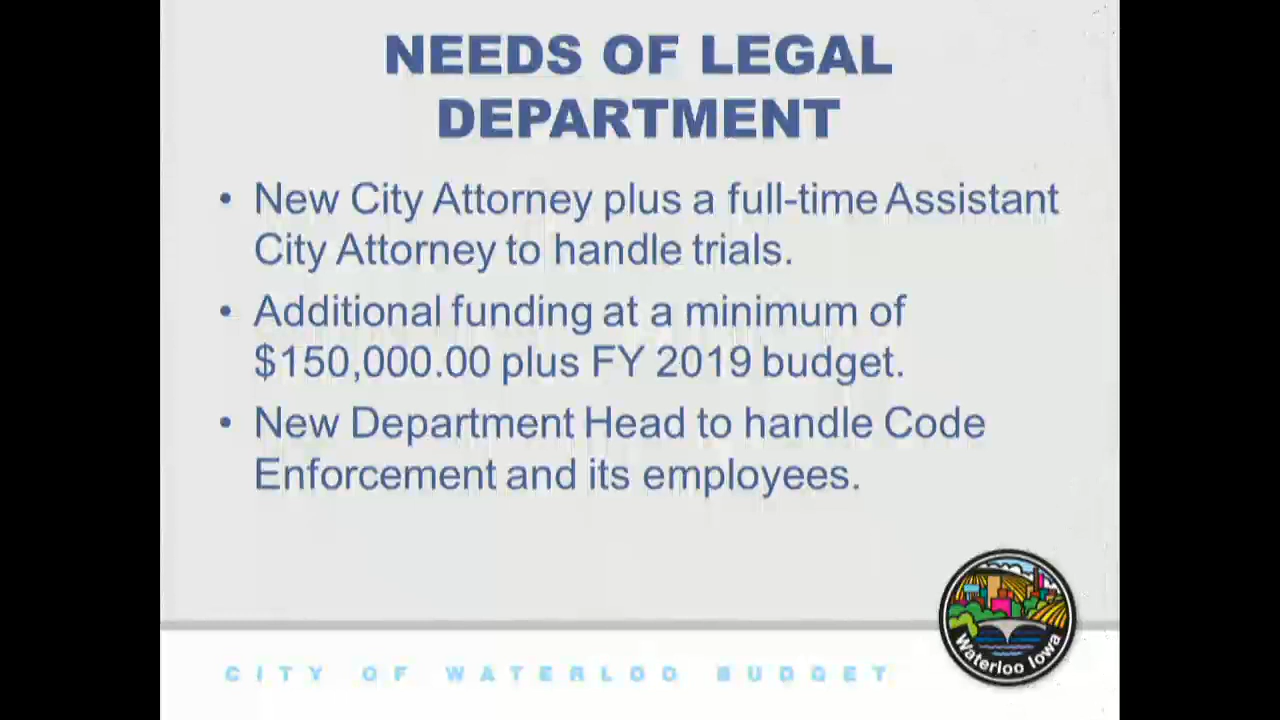 NEEDS OF LEGAL
DEPARTMENT
• New City Attorney plus a full-time Assistant
City Attorney to handle trials.
• Additional funding at a minimum of
$150,000.00 plus FY 2019 budget.
• New Department Head to handle Code
Enforcement and its employees.
Waterloo Iowa
CITY OF WATERLOO BUDGET